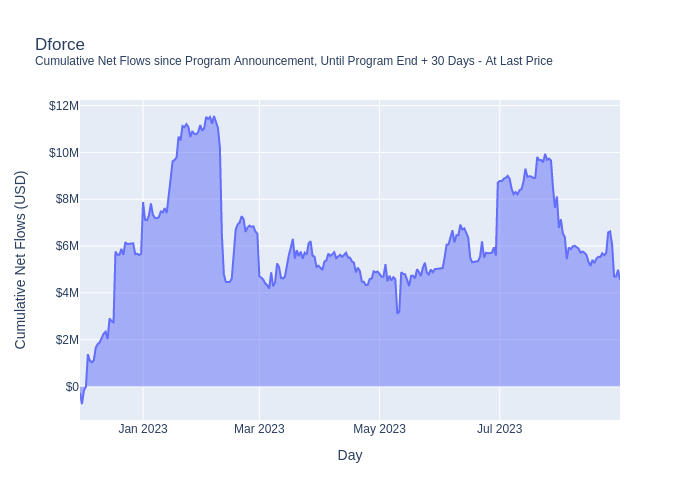 Dforce
Cumulative Net Flows since Program Announcement, Until Program End + 30 Days - At Last Price
Cumulative Net Flows (USD)
$12M
$10M
$8M
$6M
$4M
$2M
$0
Jan 2023
Mar 2023
May 2023
Jul 2023
Day